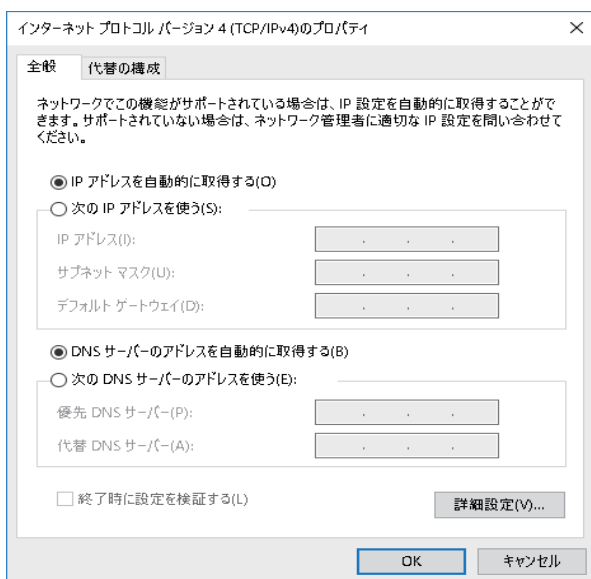 インターネット プロトコル バージョン 4 (TCP/IPv4)のプロパティ
全般
代替の構成
ネットワークでこの機能がサポートされている場合は、IP 設定を自動的に取得することがで
きます。サポートされていない場合は、ネットワーク管理者に適切な IP 設定を問い合わせて
ください。
IP アドレスを自動的に取得する(O)
次の IP アドレスを使う(S):
IP アドレス(I):
サブネット マスク(U):
デフォルト ゲートウェイ(D):
DNS サーバーのアドレスを自動的に取得する(B)
次の DNS サーバーのアドレスを使う(E):
優先 DNS サーバー(P):
代替 DNS サーバー(A):
終了時に設定を検証する(L)
詳細設定(V)...
OK
キャンセル